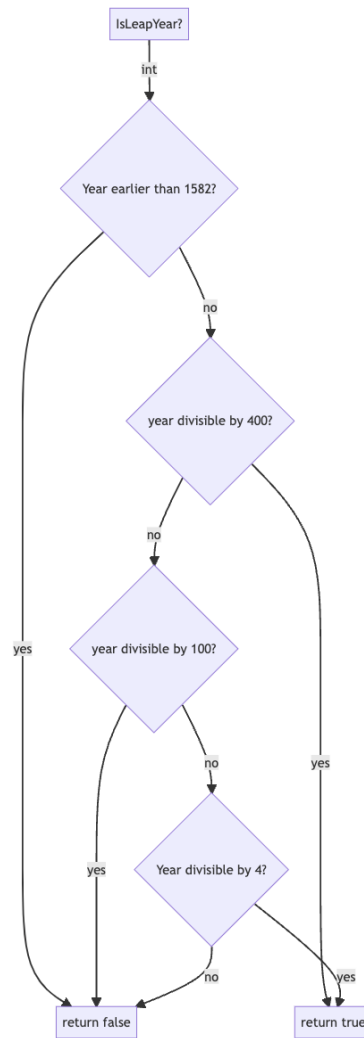 IsLeapYear?
int
Year earlier than 1582?
no
year divisible by 400?
no
year divisible by 100?
yes
no
yes
yes
Year divisible by 4?
no
yes
return false
return true